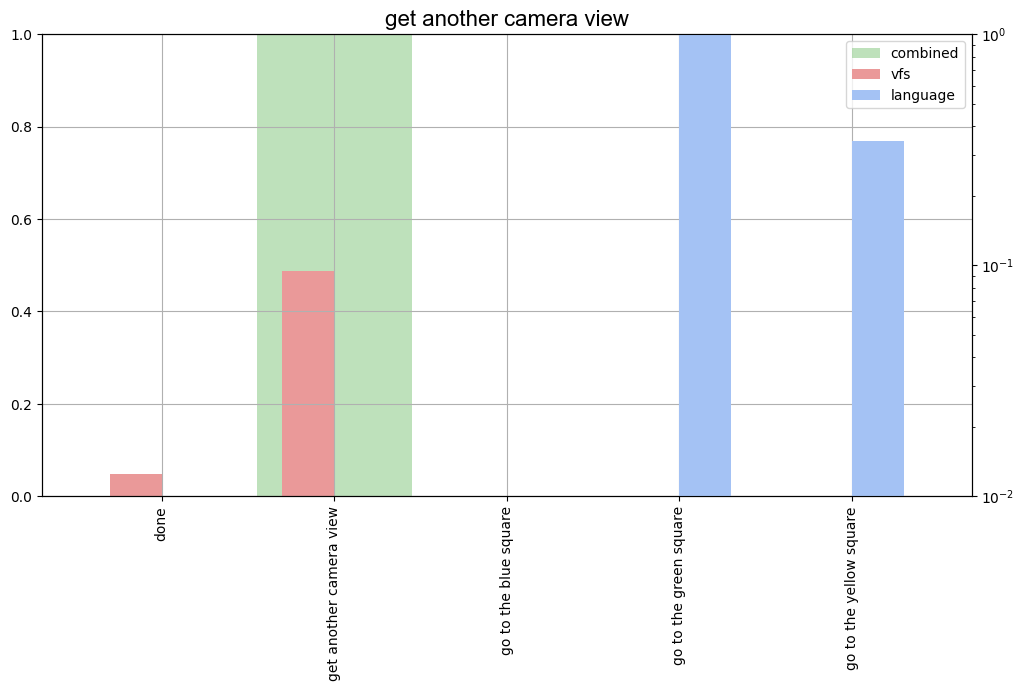 get another camera view
1.0
0.8
0.6
0.4
0.2
0.0
10⁰
10⁻¹
10⁻²
combined
vfs
language
done
get another camera view
go to the blue square
go to the green square
go to the yellow square